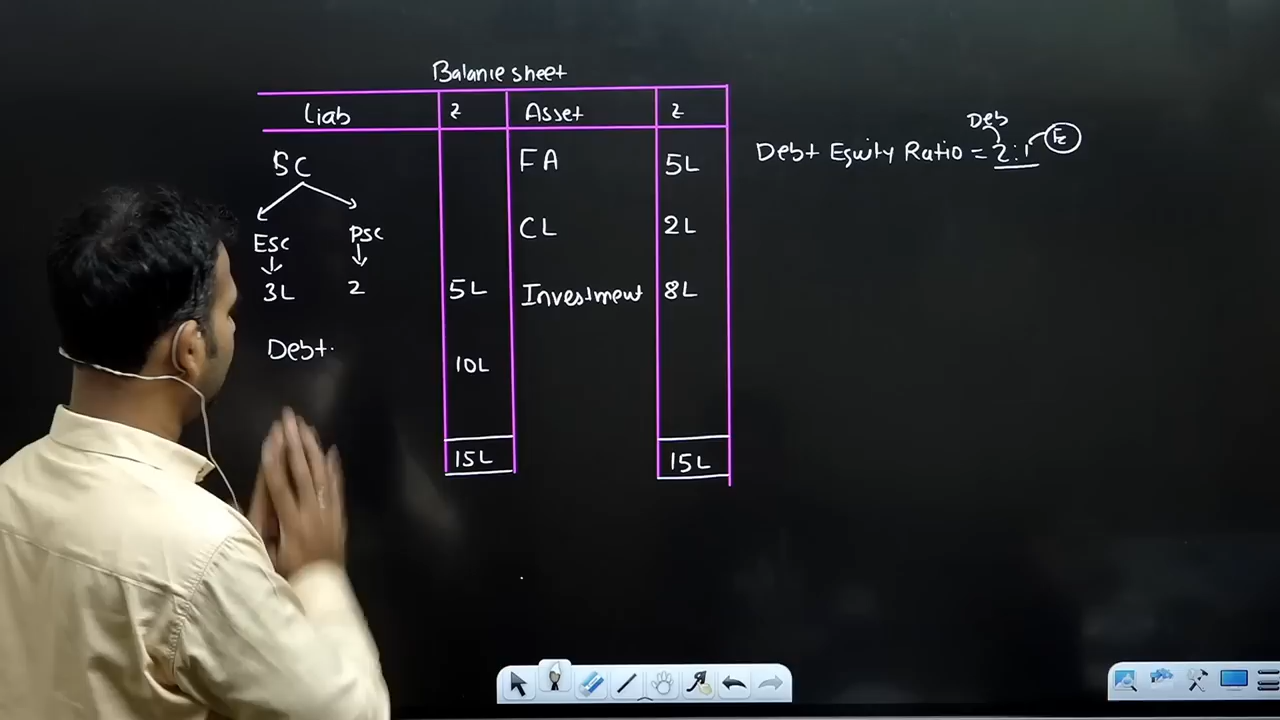 Balance sheet
Liab ₹ Asset ₹
SC FA 5L
Esc Psc CL 2L
3L 2 5L Investment 8L
Debt. 10L
15L 15L
Deb Ez
Debt Equity Ratio = 2:1